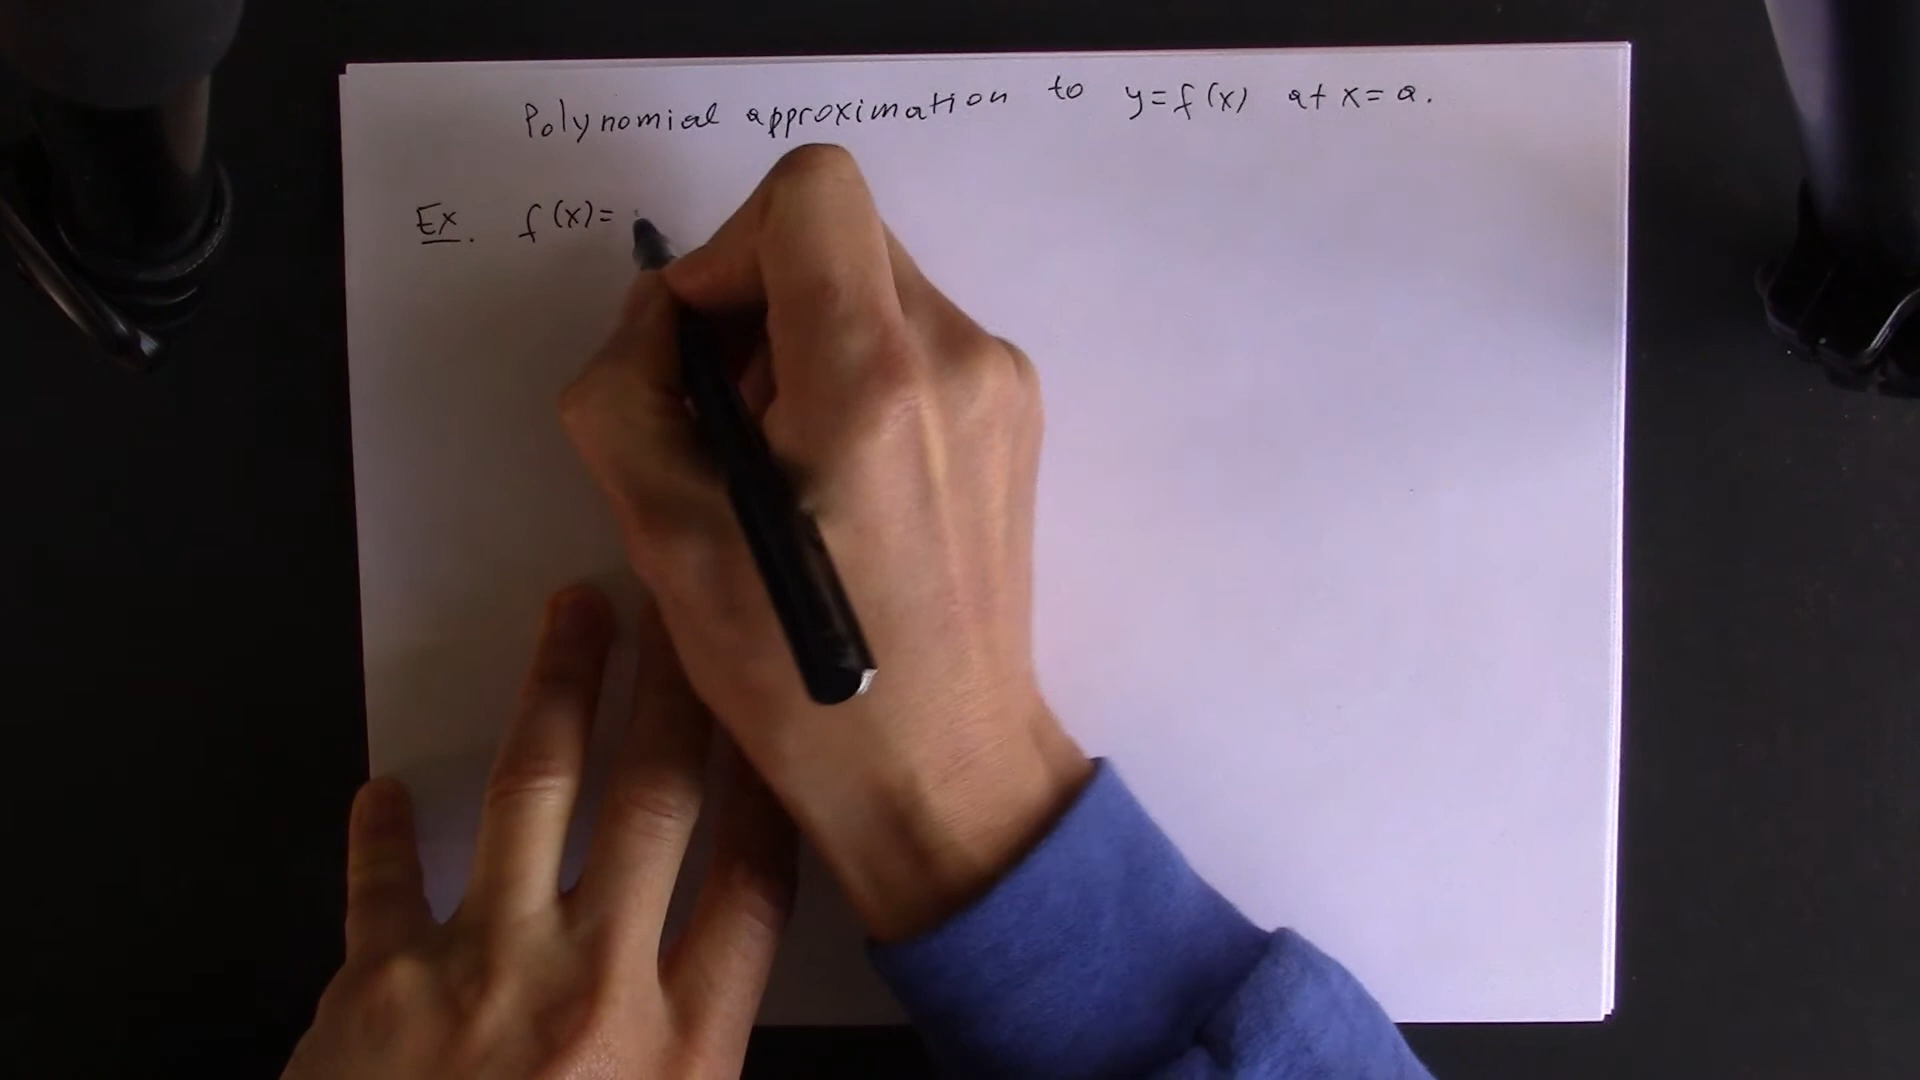 Polynomial approximation to y=f(x) at x=a.
Ex. f(x)=